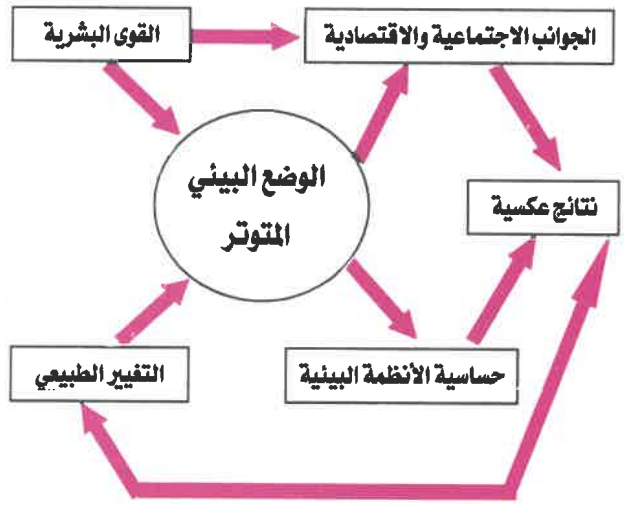 الجوانب الاجتماعية والاقتصادية
القوى البشرية
الوضع البيئي
المتوتر
نتائج عكسية
حساسية الأنظمة البيئية
التغيير الطبيعي